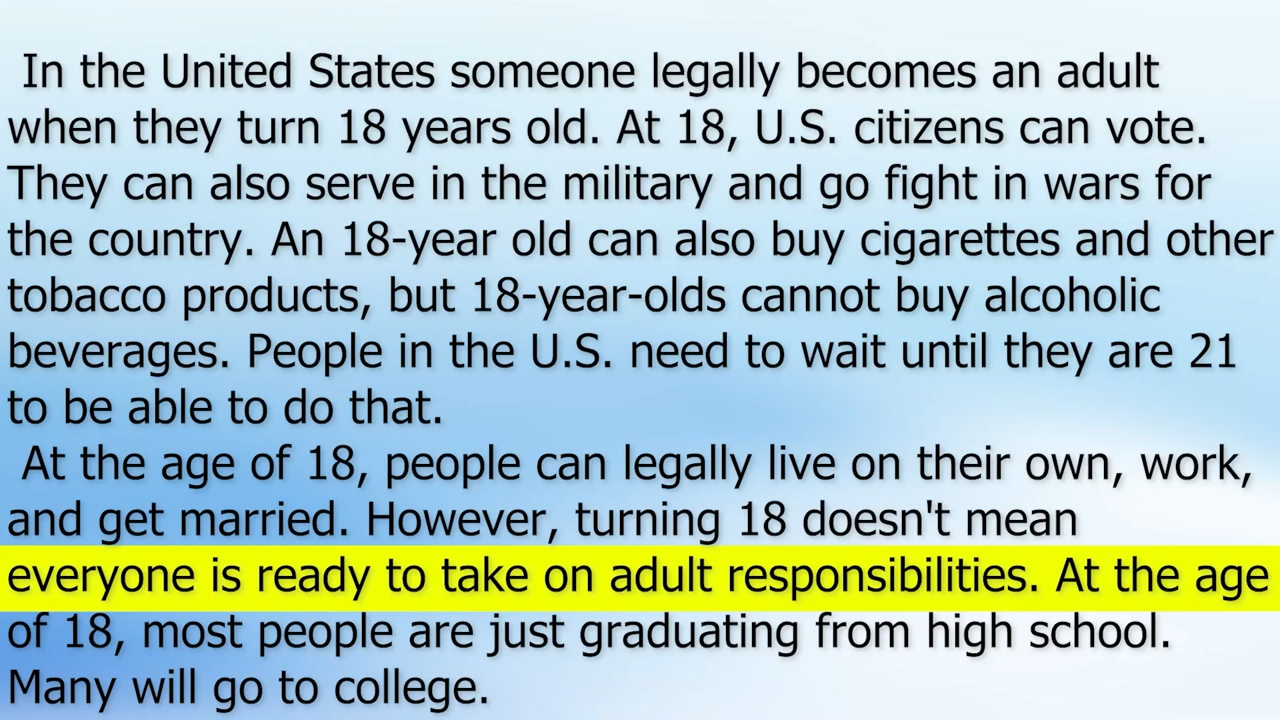 In the United States someone legally becomes an adult
when they turn 18 years old. At 18, U.S. citizens can vote.
They can also serve in the military and go fight in wars for
the country. An 18-year old can also buy cigarettes and other
tobacco products, but 18-year-olds cannot buy alcoholic
beverages. People in the U.S. need to wait until they are 21
to be able to do that.
At the age of 18, people can legally live on their own, work,
and get married. However, turning 18 doesn't mean
everyone is ready to take on adult responsibilities. At the age
of 18, most people are just graduating from high school.
Many will go to college.